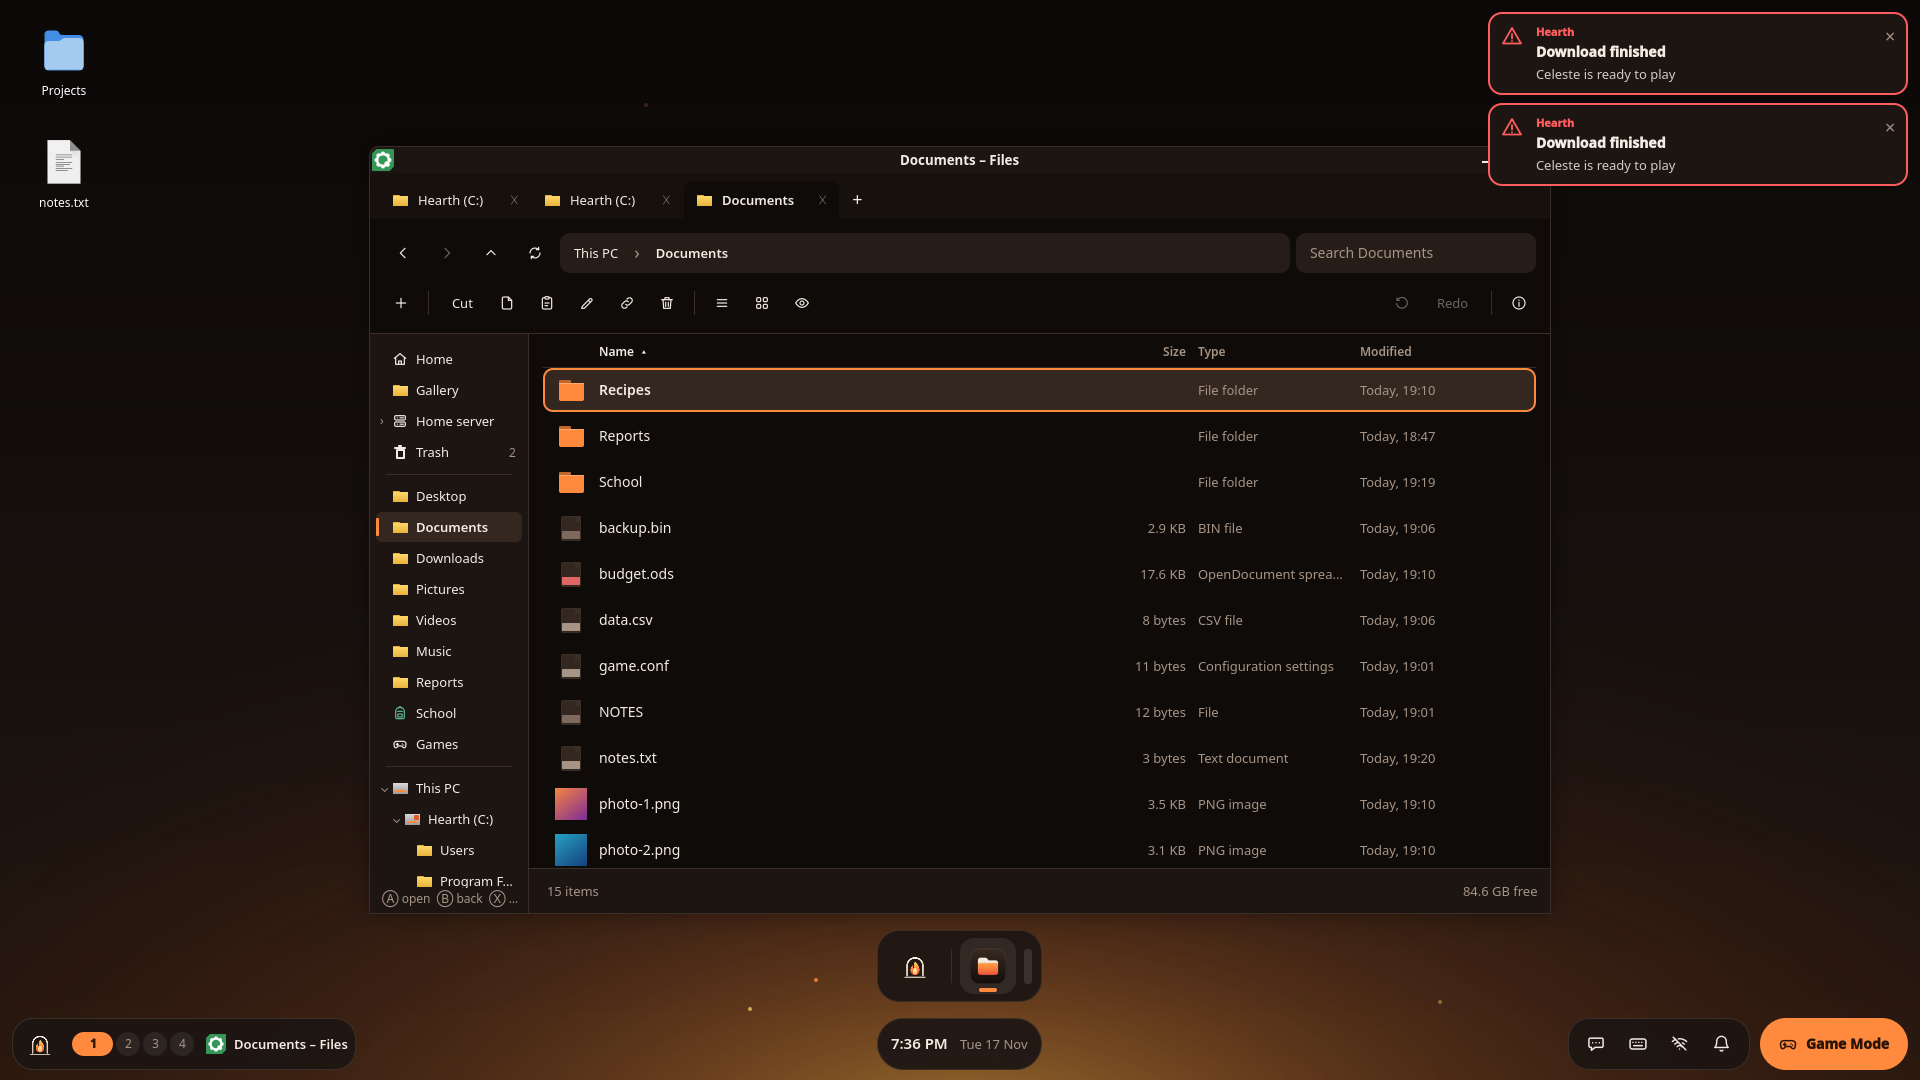 Projects
notes.txt
Hearth
Download finished
Celeste is ready to play
Hearth
Download finished
Celeste is ready to play
Documents – Files
Hearth (C:) X Hearth (C:) X Documents X +
This PC › Documents
Search Documents
Cut
Redo
Home
Gallery
Home server
Trash 2
Desktop
Documents
Downloads
Pictures
Videos
Music
Reports
School
Games
This PC
Hearth (C:)
Users
Program F...
A open B back X ...
Name Size Type Modified
Recipes File folder Today, 19:10
Reports File folder Today, 18:47
School File folder Today, 19:19
backup.bin 2.9 KB BIN file Today, 19:06
budget.ods 17.6 KB OpenDocument sprea... Today, 19:10
data.csv 8 bytes CSV file Today, 19:06
game.conf 11 bytes Configuration settings Today, 19:01
NOTES 12 bytes File Today, 19:01
notes.txt 3 bytes Text document Today, 19:20
photo-1.png 3.5 KB PNG image Today, 19:10
photo-2.png 3.1 KB PNG image Today, 19:10
15 items 84.6 GB free
1 2 3 4 Documents – Files
7:36 PM Tue 17 Nov
Game Mode